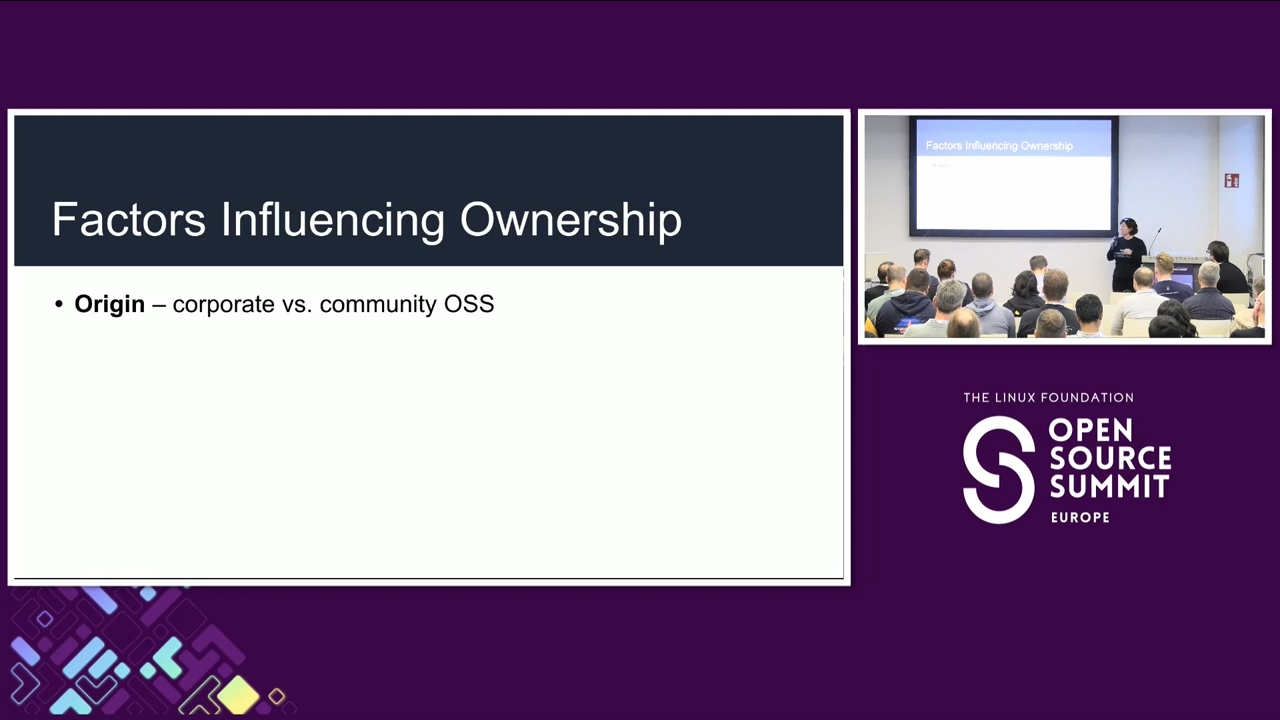 Factors Influencing Ownership
• Origin – corporate vs. community OSS
Factors Influencing Ownership
THE LINUX FOUNDATION
OPEN
SOURCE
SUMMIT
EUROPE